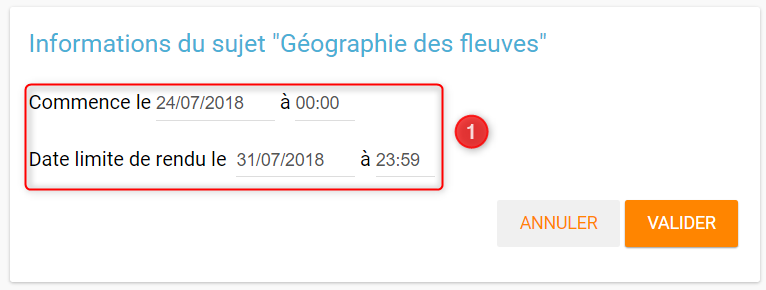 Informations du sujet "Géographie des fleuves"
Commence le 24/07/2018 à 00:00
1
Date limite de rendu le 31/07/2018 à 23:59
ANNULER VALIDER